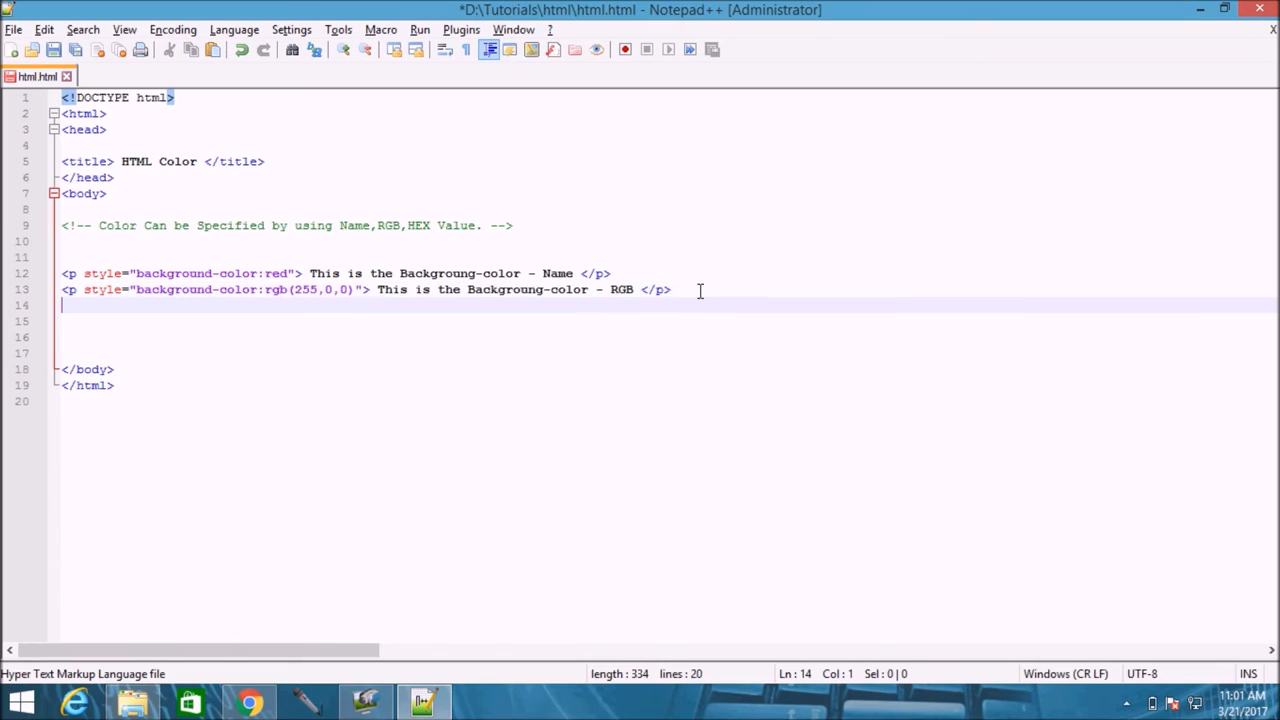 *D:\Tutorials\html\html.html - Notepad++ [Administrator]
File Edit Search View Encoding Language Settings Tools Macro Run Plugins Window ? X
html.html
1 <!DOCTYPE html>
2 <html>
3 <head>
4
5 <title> HTML Color </title>
6 </head>
7 <body>
8
9 <!-- Color Can be Specified by using Name,RGB,HEX Value. -->
10
11
12 <p style="background-color:red"> This is the Backgroung-color - Name </p>
13 <p style="background-color:rgb(255,0,0)"> This is the Backgroung-color - RGB </p>
14
15
16
17
18 </body>
19 </html>
20
Hyper Text Markup Language file length : 334 lines : 20 Ln : 14 Col : 1 Sel : 0 | 0 Windows (CR LF) UTF-8 INS
11:01 AM
3/21/2017